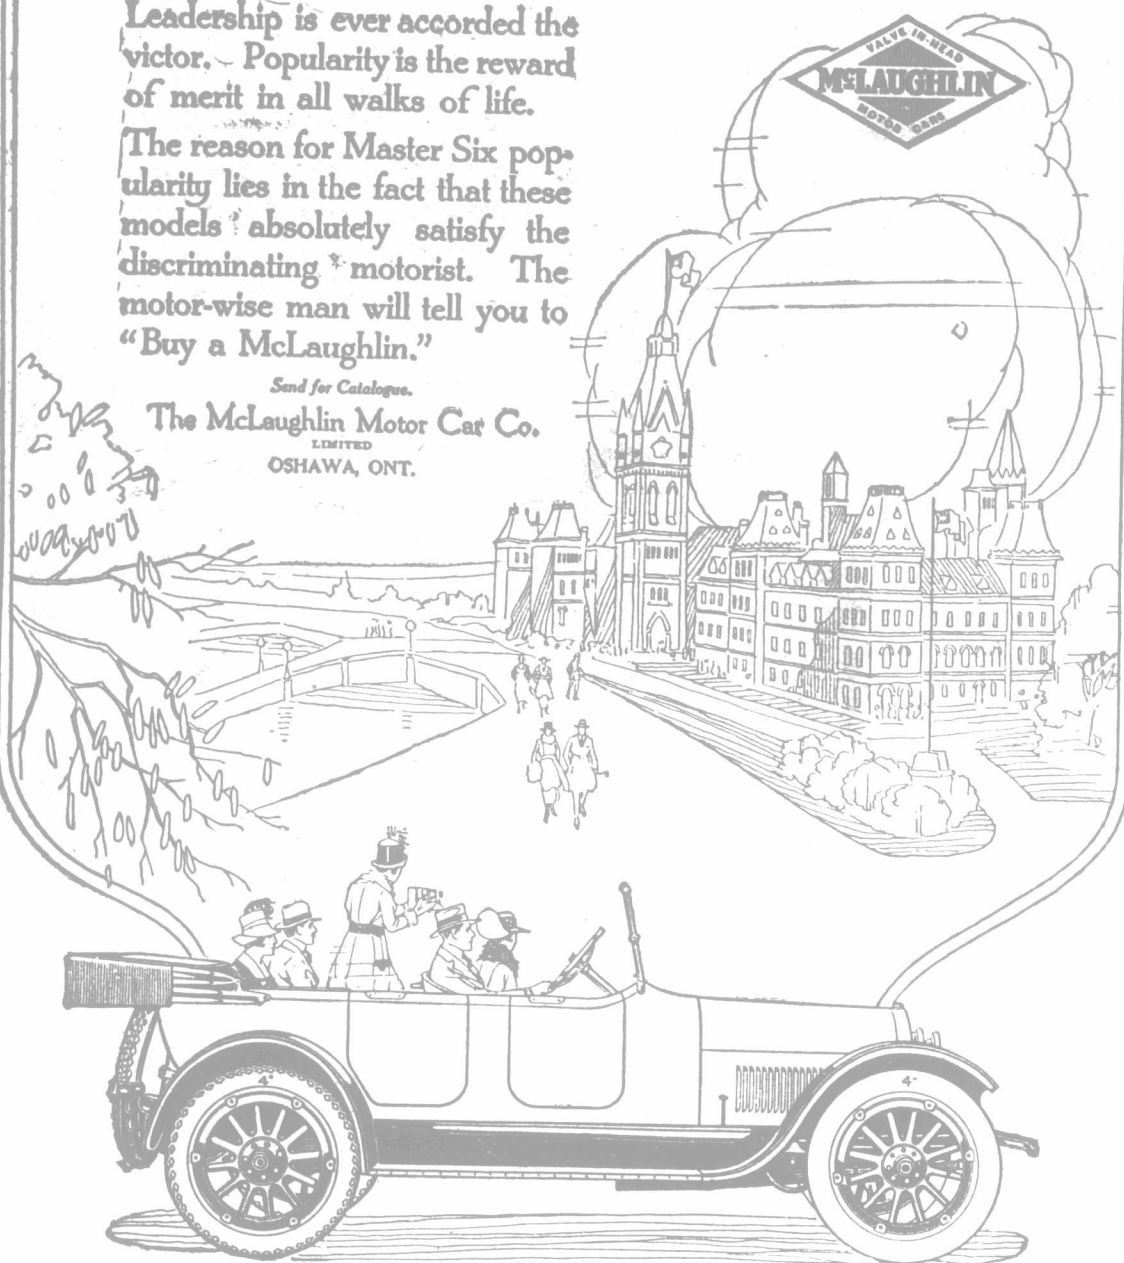 Leadership is ever accorded the
victor. Popularity is the reward
of merit in all walks of life.
The reason for Master Six pop-
ularity lies in the fact that these
models absolutely satisfy the
discriminating motorist. The
motor-wise man will tell you to
“Buy a McLaughlin.”
Send for Catalogue.
The McLaughlin Motor Car Co.
LIMITED
OSHAWA, ONT.
VALVE IN-HEAD
McLAUGHLIN
MOTOR CARS
4"
4"